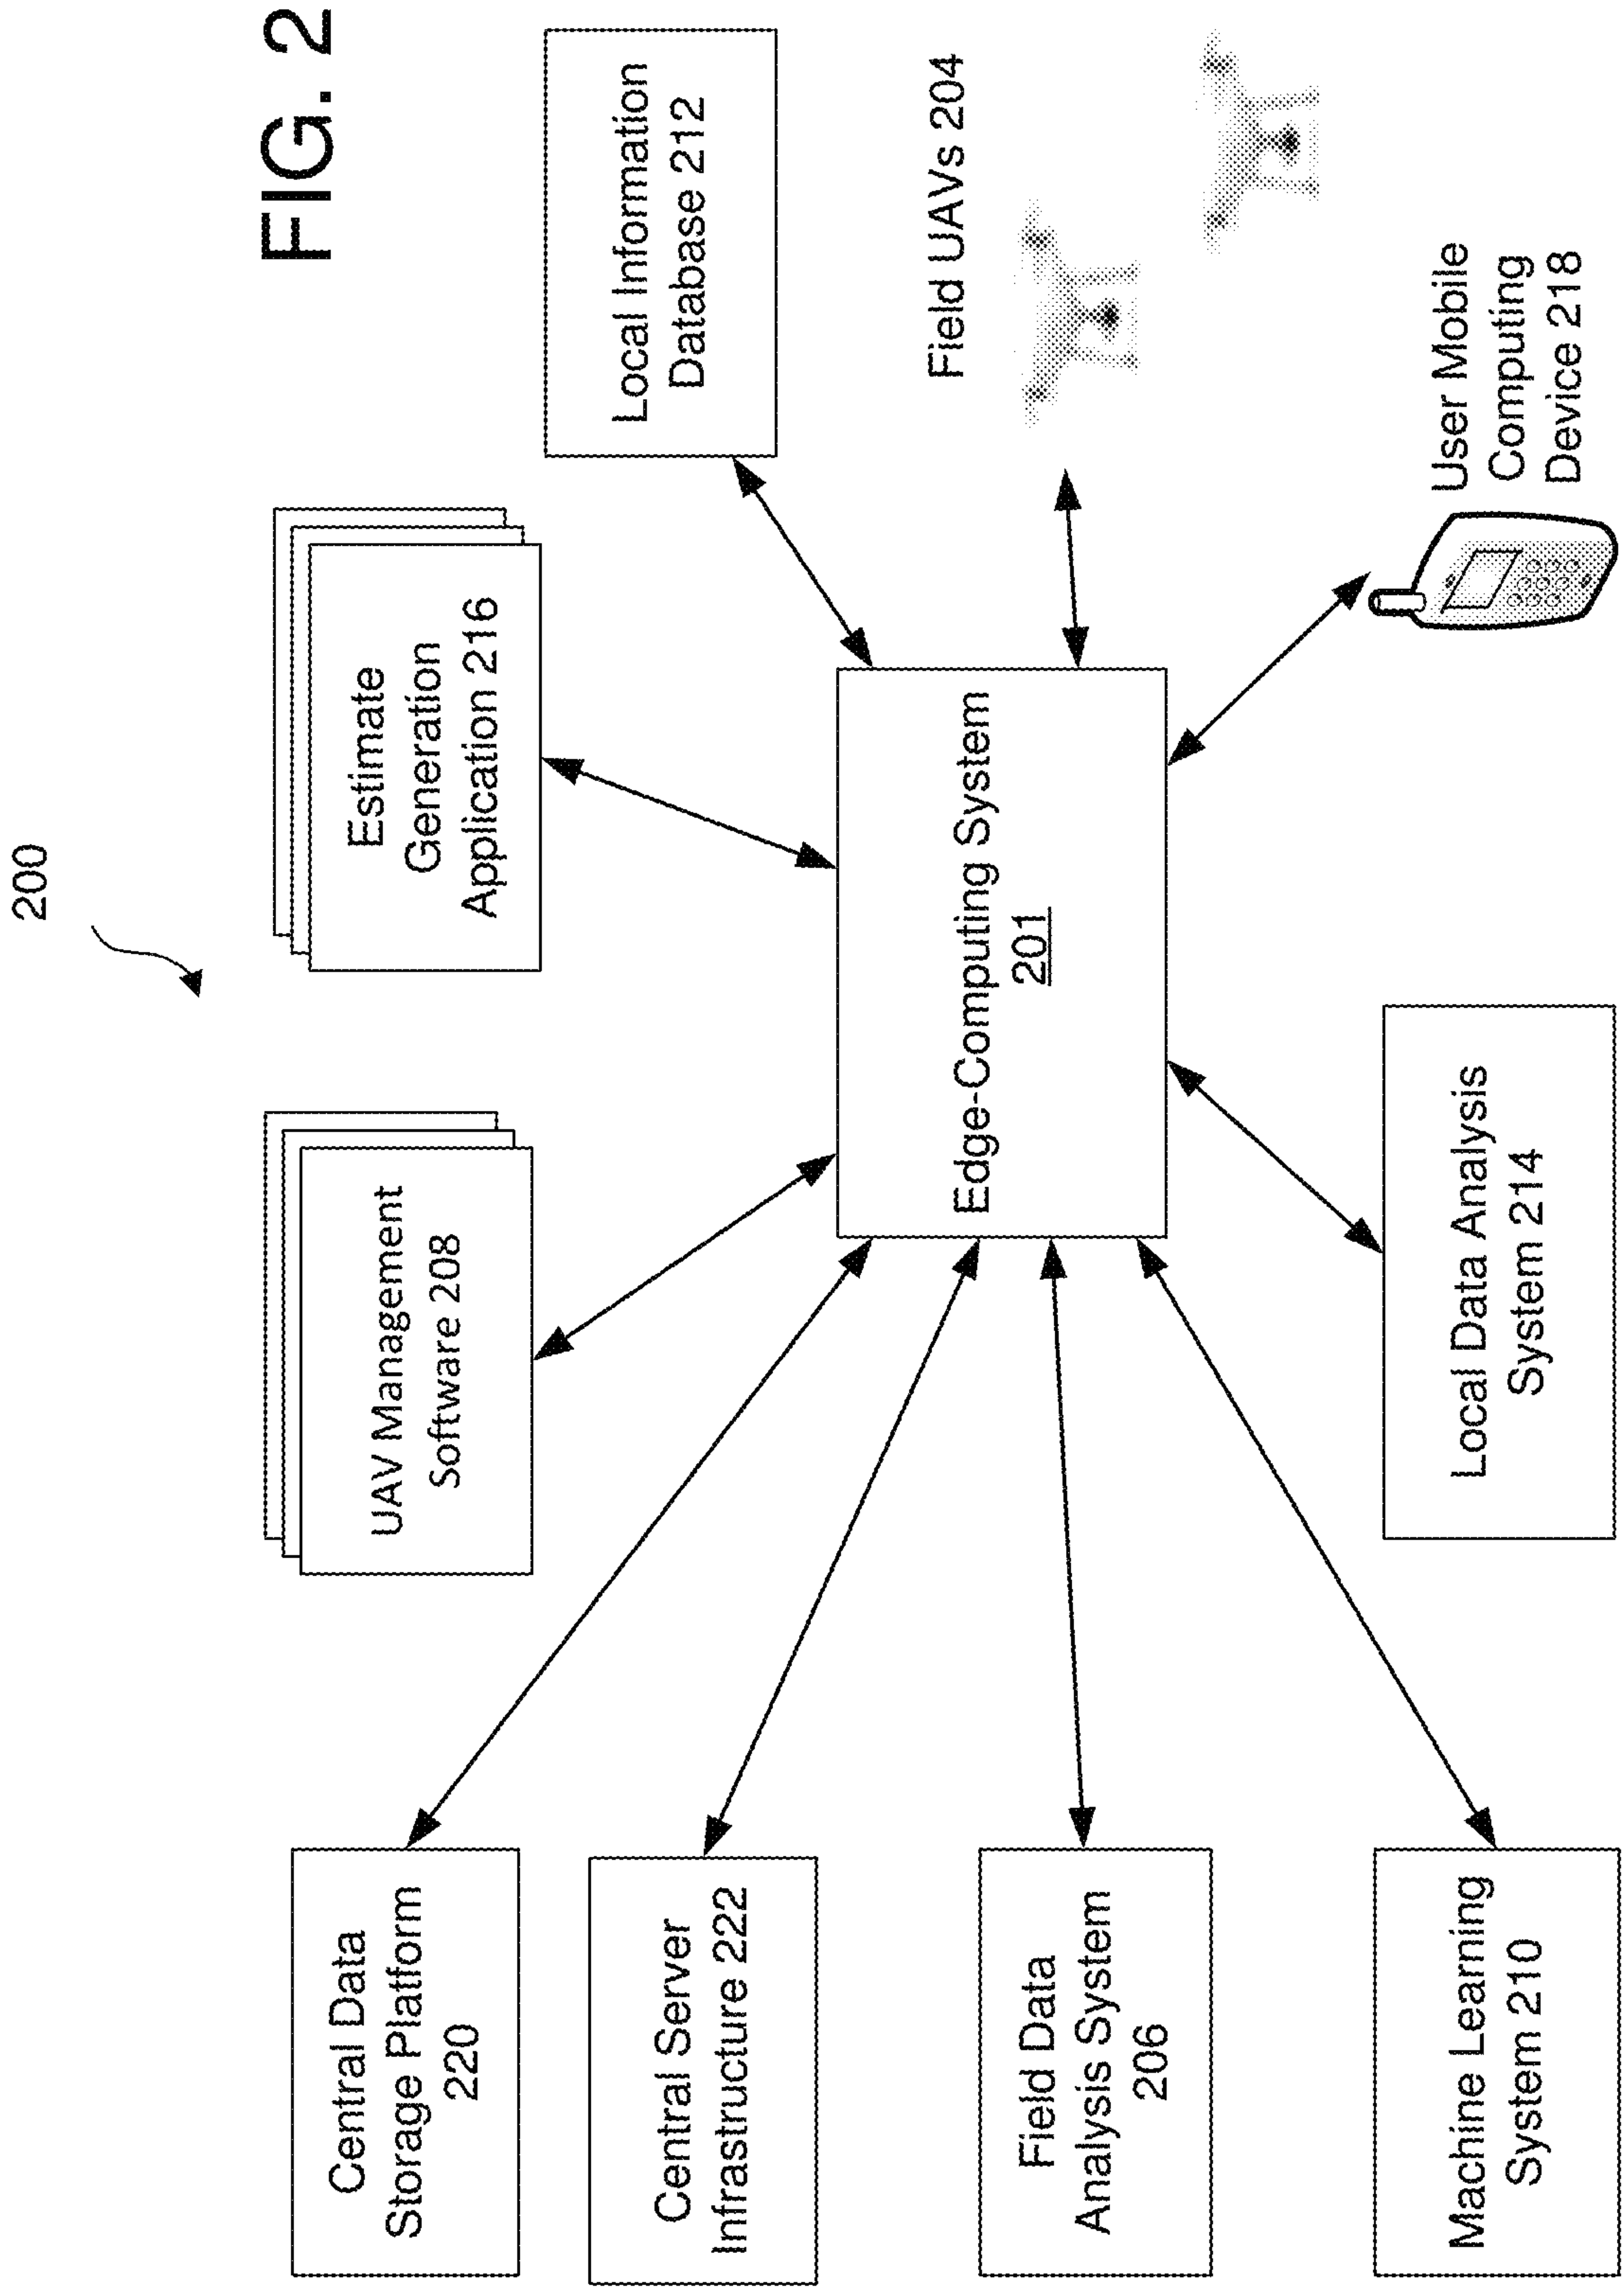 200
FIG. 2
Central Data
Storage Platform
220
UAV Management
Software 208
Estimate
Generation
Application 216
Local Information
Database 212
Central Server
Infrastructure 222
Edge-Computing System
201
Field UAVs 204
Field Data
Analysis System
206
Machine Learning
System 210
Local Data Analysis
System 214
User Mobile
Computing
Device 218